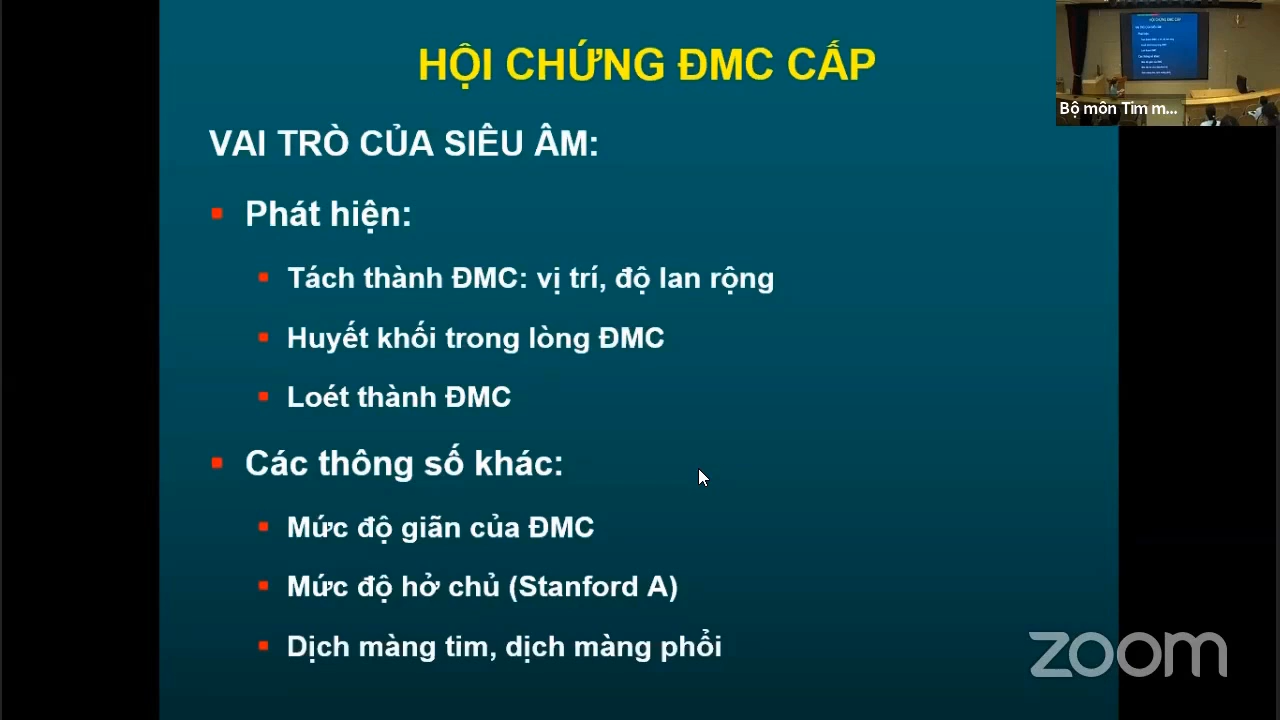 HỘI CHỨNG ĐMC CẤP
VAI TRÒ CỦA SIÊU ÂM:
Phát hiện:
Tách thành ĐMC: vị trí, độ lan rộng
Huyết khối trong lòng ĐMC
Loét thành ĐMC
Các thông số khác:
Mức độ giãn của ĐMC
Mức độ hở chủ (Stanford A)
Dịch màng tim, dịch màng phổi
Bộ môn Tim m...
zoom